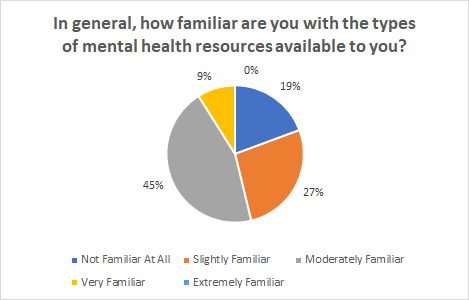 In general, how familiar are you with the types
of mental health resources available to you?
0%
9%
19%
45%
27%
Not Familiar At All Slightly Familiar Moderately Familiar
Very Familiar Extremely Familiar